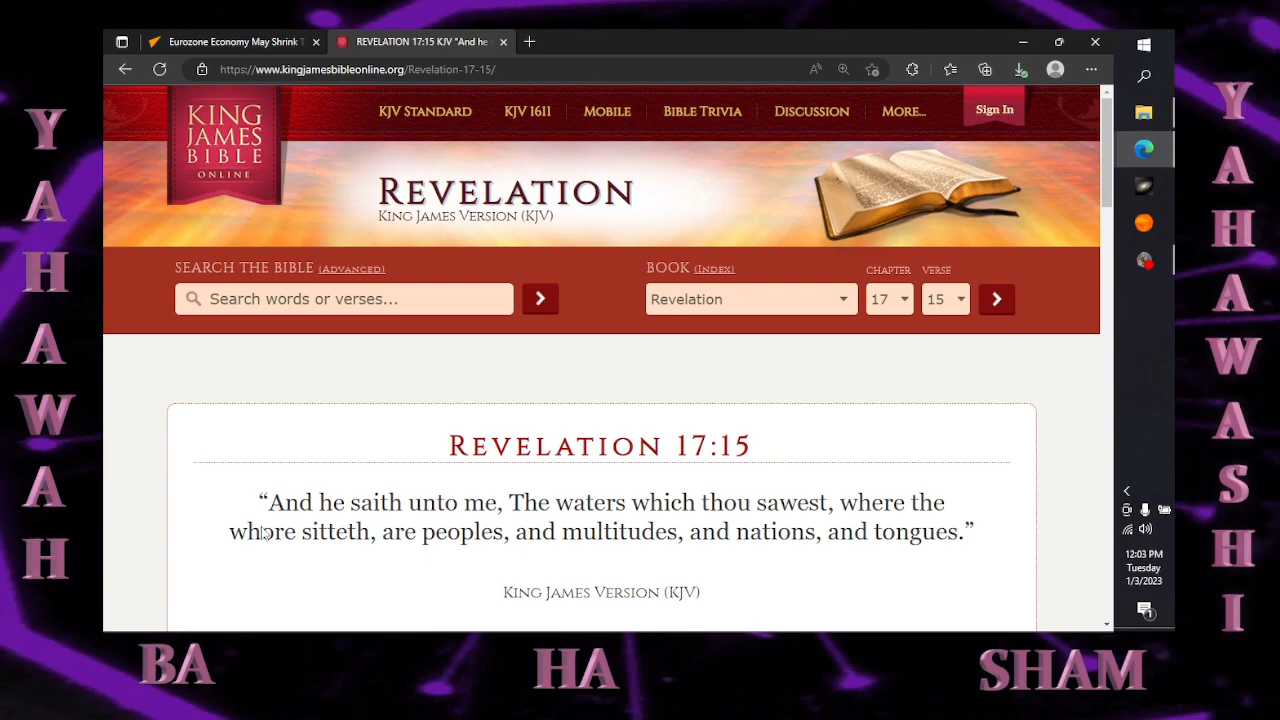 Eurozone Economy May Shrink T
REVELATION 17:15 KJV "And he s
https://www.kingjamesbibleonline.org/Revelation-17-15/
KING
JAMES
BIBLE
ONLINE
KJV STANDARD
KJV 1611
MOBILE
BIBLE TRIVIA
DISCUSSION
MORE...
Sign In
REVELATION
KING JAMES VERSION (KJV)
SEARCH THE BIBLE (ADVANCED)
Search words or verses...
BOOK (INDEX)
CHAPTER
VERSE
Revelation
17
15
REVELATION 17:15
“And he saith unto me, The waters which thou sawest, where the
whore sitteth, are peoples, and multitudes, and nations, and tongues.”
KING JAMES VERSION (KJV)
12:03 PM
Tuesday
1/3/2023
1
YAHAWAH
YAHAWASHI
BA
HA
SHAM